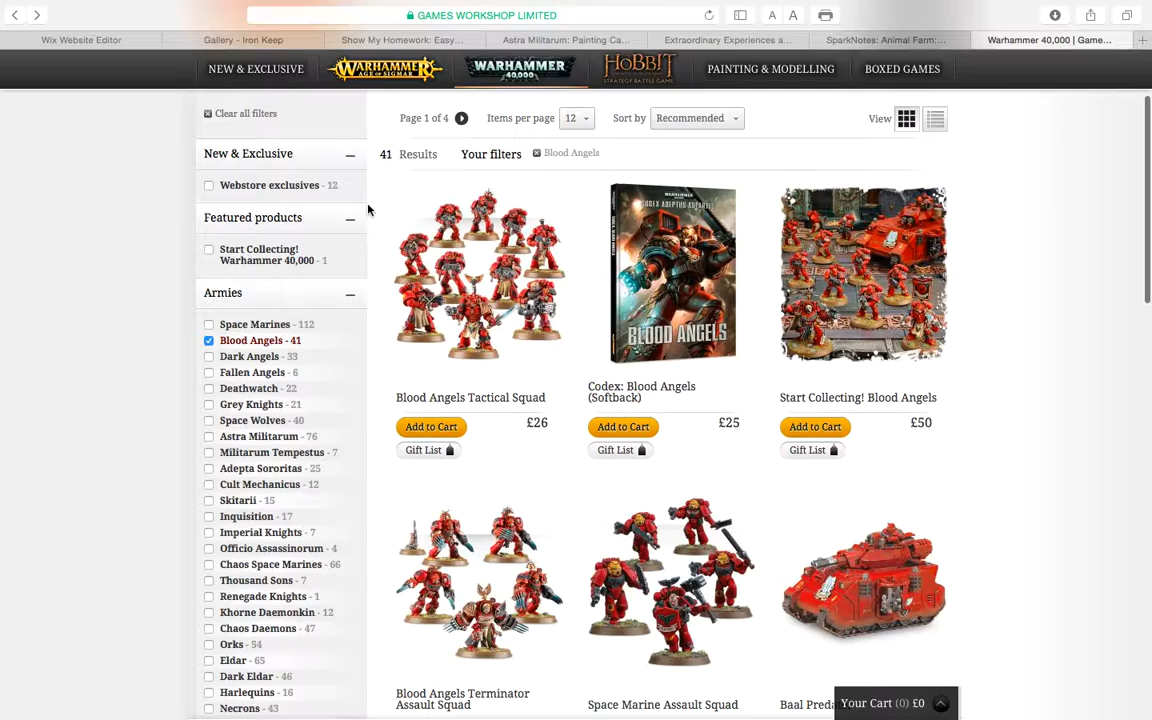 GAMES WORKSHOP LIMITED
A A
Wix Website Editor
Gallery - Iron Keep
Show My Homework: Easy...
Astra Militarum: Painting Ca...
Extraordinary Experiences a...
SparkNotes: Animal Farm:...
Warhammer 40,000 | Game...
NEW & EXCLUSIVE
WARHAMMER
AGE OF SIGMAR
WARHAMMER
40,000
THE HOBBIT
STRATEGY BATTLE GAME
PAINTING & MODELLING
BOXED GAMES
Clear all filters
Page 1 of 4
Items per page 12
Sort by Recommended
View
New & Exclusive
41 Results
Your filters
Blood Angels
Webstore exclusives - 12
Featured products
Start Collecting!
Warhammer 40,000 - 1
Armies
Space Marines - 112
Blood Angels - 41
Dark Angels - 33
Fallen Angels - 6
Deathwatch - 22
Grey Knights - 21
Space Wolves - 40
Astra Militarum - 76
Militarum Tempestus - 7
Adepta Sororitas - 25
Cult Mechanicus - 12
Skitarii - 15
Inquisition - 17
Imperial Knights - 7
Officio Assassinorum - 4
Chaos Space Marines - 66
Thousand Sons - 7
Renegade Knights - 1
Khorne Daemonkin - 12
Chaos Daemons - 47
Orks - 54
Eldar - 65
Dark Eldar - 46
Harlequins - 16
Necrons - 43
WARHAMMER
CODEX ADEPTUS ASTARTES
BLOOD ANGELS
Blood Angels Tactical Squad
Add to Cart £26
Gift List
Codex: Blood Angels
(Softback)
Add to Cart £25
Gift List
Start Collecting! Blood Angels
Add to Cart £50
Gift List
Blood Angels Terminator
Assault Squad
Space Marine Assault Squad
Baal Preda
Your Cart (0) £0